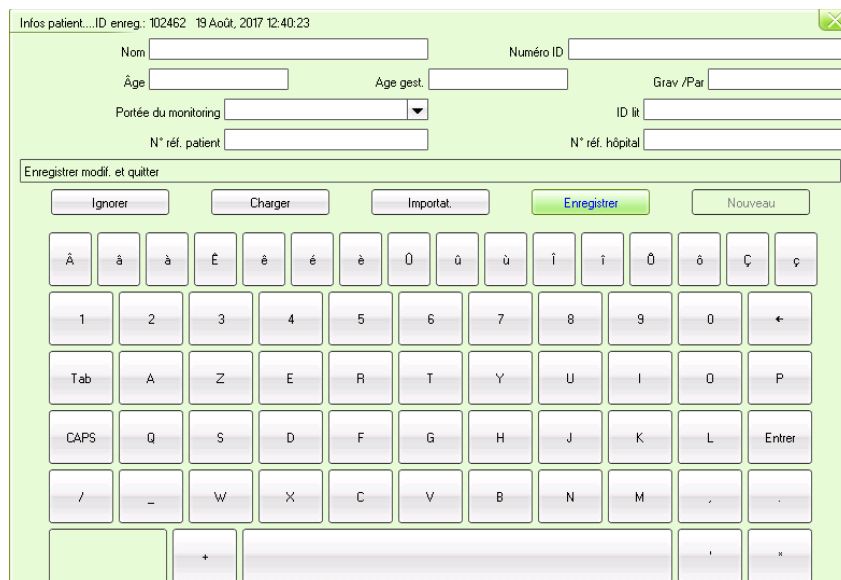 Infos patient....ID enreg.: 102462 19 Août, 2017 12:40:23
Nom Numéro ID
Âge Age gest. Grav /Par
Portée du monitoring ID lit
N° réf. patient N° réf. hôpital
Enregistrer modif. et quitter
Ignorer Charger Importat. Enregistrer Nouveau
Â â à Ê ê é è Û û ù Î î Ô ô Ç ç
1 2 3 4 5 6 7 8 9 0 ←
Tab A Z E R T Y U I O P
CAPS Q S D F G H J K L Entrer
/ _ W X C V B N M , .
+ ' *